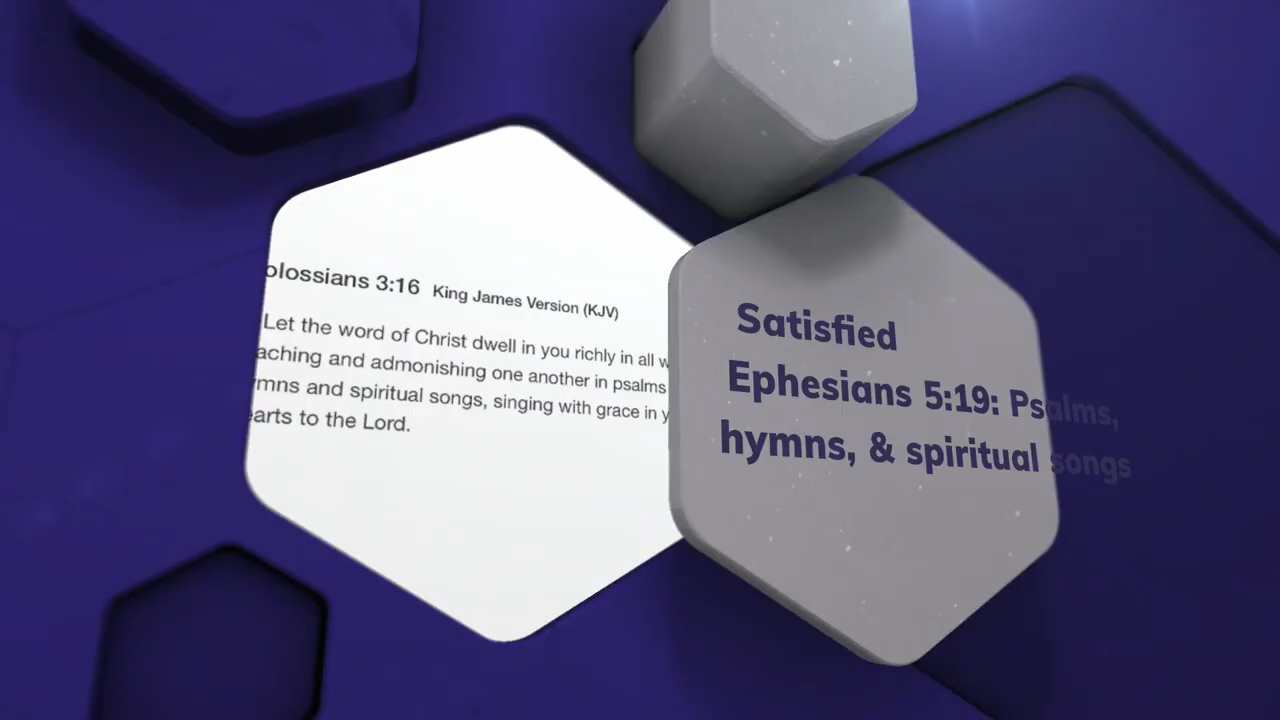 olossians 3:16 King James Version (KJV)
Let the word of Christ dwell in you richly in all w
aching and admonishing one another in psalms
mns and spiritual songs, singing with grace in y
earts to the Lord.
Satisfied
Ephesians 5:19: Psalms,
hymns, & spiritual songs